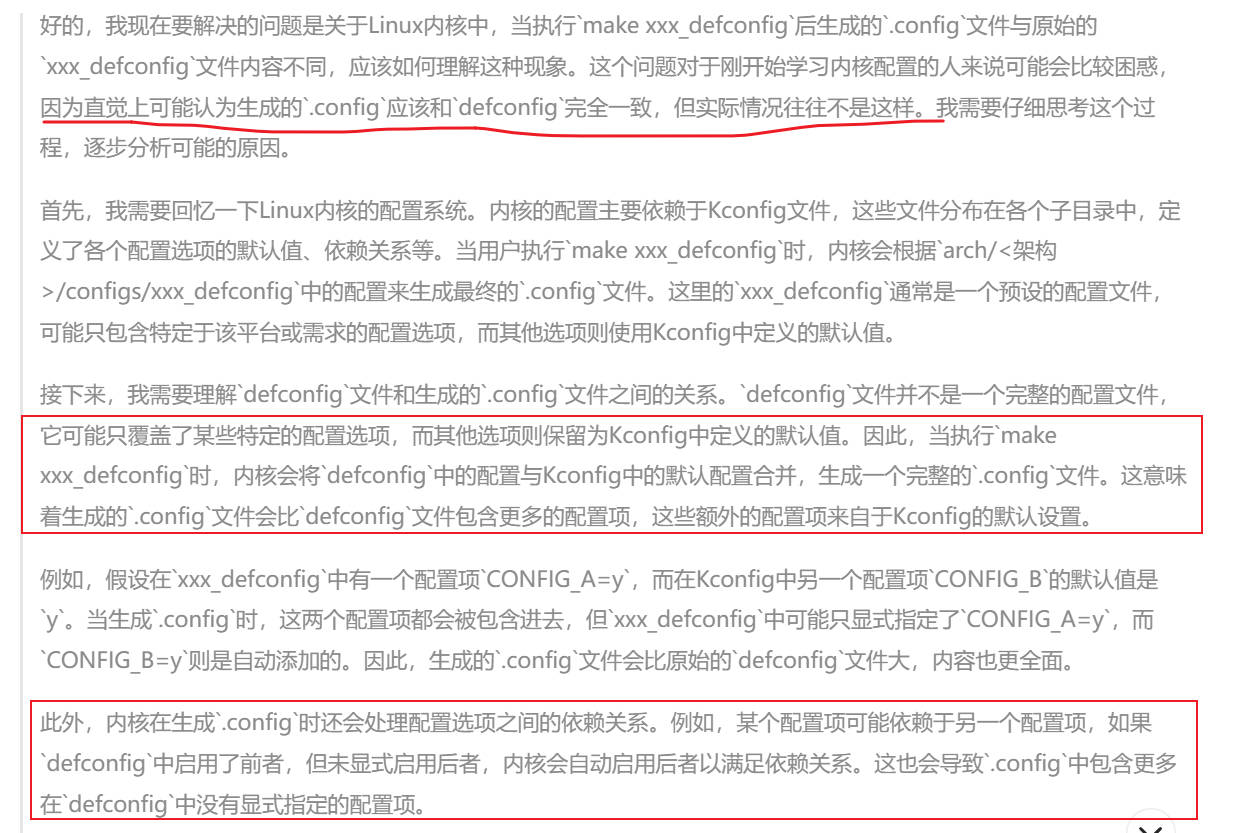 好的，我现在要解决的问题是关于Linux内核中，当执行`make xxx_defconfig`后生成的`.config`文件与原始的
`xxx_defconfig`文件内容不同，应该如何理解这种现象。这个问题对于刚开始学习内核配置的人来说可能会比较困惑，
因为直觉上可能认为生成的`.config`应该和`defconfig`完全一致，但实际情况往往不是这样。我需要仔细思考这个过
程，逐步分析可能的原因。
首先，我需要回忆一下Linux内核的配置系统。内核的配置主要依赖于Kconfig文件，这些文件分布在各个子目录中，定
义了各个配置选项的默认值、依赖关系等。当用户执行`make xxx_defconfig`时，内核会根据`arch/<架构
>/configs/xxx_defconfig`中的配置来生成最终的`.config`文件。这里的`xxx_defconfig`通常是一个预设的配置文件，
可能只包含特定于该平台或需求的配置选项，而其他选项则使用Kconfig中定义的默认值。
接下来，我需要理解`defconfig`文件和生成的`.config`文件之间的关系。`defconfig`文件并不是一个完整的配置文件，
它可能只覆盖了某些特定的配置选项，而其他选项则保留为Kconfig中定义的默认值。因此，当执行`make
xxx_defconfig`时，内核会将`defconfig`中的配置与Kconfig中的默认配置合并，生成一个完整的`.config`文件。这意味
着生成的`.config`文件会比`defconfig`文件包含更多的配置项，这些额外的配置项来自于Kconfig的默认设置。
例如，假设在`xxx_defconfig`中有一个配置项`CONFIG_A=y`，而在Kconfig中另一个配置项`CONFIG_B`的默认值是
`y`。当生成`.config`时，这两个配置项都会被包含进去，但`xxx_defconfig`中可能只显式指定了`CONFIG_A=y`，而
`CONFIG_B=y`则是自动添加的。因此，生成的`.config`文件会比原始的`defconfig`文件大，内容也更全面。
此外，内核在生成`.config`时还会处理配置选项之间的依赖关系。例如，某个配置项可能依赖于另一个配置项，如果
`defconfig`中启用了前者，但未显式启用后者，内核会自动启用后者以满足依赖关系。这也会导致`.config`中包含更多
在`defconfig`中没有显式指定的配置项。